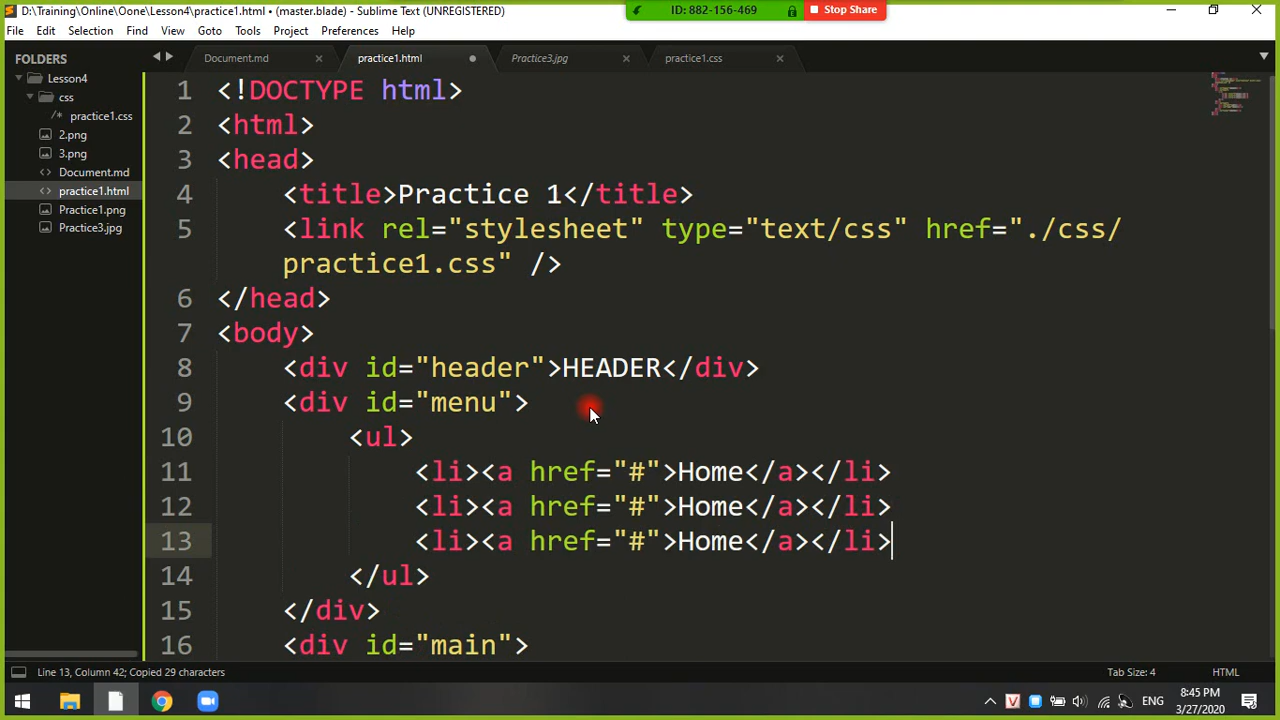 D:\Training\Online\Oone\Lesson4\practice1.html • (master.blade) - Sublime Text (UNREGISTERED)
ID: 882-156-469
Stop Share
File Edit Selection Find View Goto Tools Project Preferences Help
FOLDERS
Lesson4
css
/* practice1.css
2.png
3.png
<> Document.md
<> practice1.html
Practice1.png
Practice3.jpg
Document.md practice1.html Practice3.jpg practice1.css
1 <!DOCTYPE html>
2 <html>
3 <head>
4 <title>Practice 1</title>
5 <link rel="stylesheet" type="text/css" href="./css/
practice1.css" />
6 </head>
7 <body>
8 <div id="header">HEADER</div>
9 <div id="menu">
10 <ul>
11 <li><a href="#">Home</a></li>
12 <li><a href="#">Home</a></li>
13 <li><a href="#">Home</a></li>
14 </ul>
15 </div>
16 <div id="main">
Line 13, Column 42; Copied 29 characters
Tab Size: 4
HTML
V
ENG
8:45 PM
3/27/2020